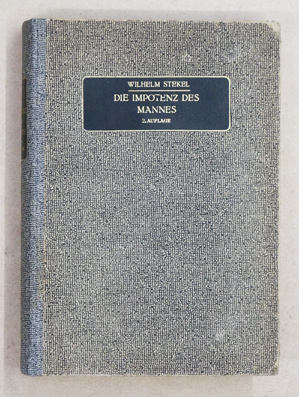 WILHELM STEKEL
DIE IMPOTENZ DES
MANNES
2. AUFLAGE